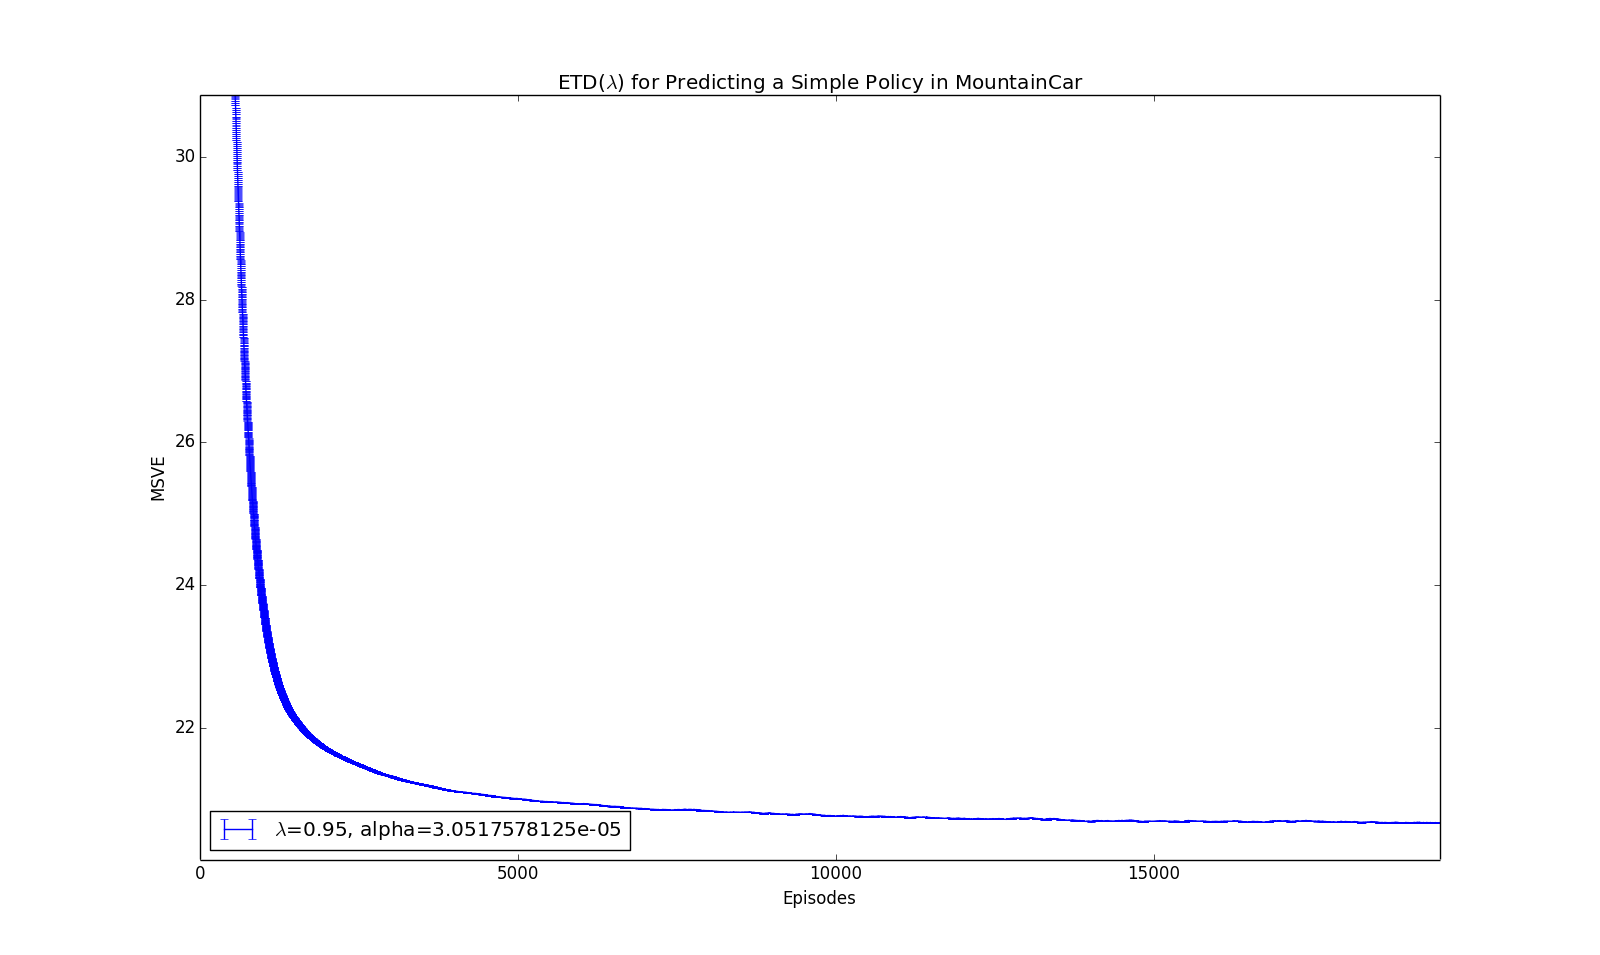 ETD(λ) for Predicting a Simple Policy in MountainCar
30
28
26
24
22
MSVE
λ=0.95, alpha=3.0517578125e-05
0 5000 10000 15000
Episodes